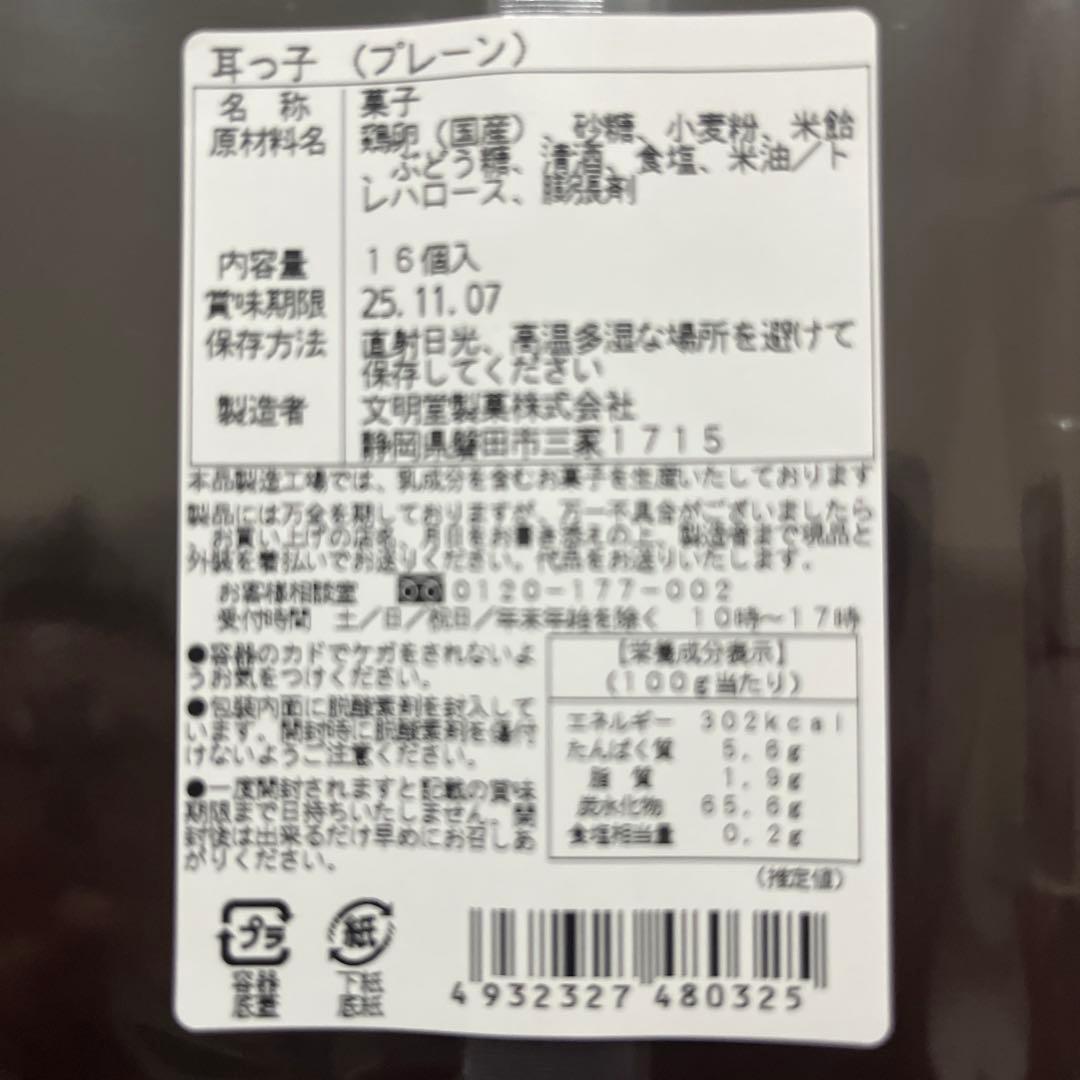 耳っ子 (プレーン)
名 称 菓子
原材料名 鶏卵(国産)、砂糖、小麦粉、米飴
、ぶどう糖、清酒、食塩、米油/ト
レハロース、膨張剤
内容量 16個入
賞味期限 25.11.07
保存方法 直射日光、高温多湿な場所を避けて
保存してください
製造者 文明堂製菓株式会社
静岡県磐田市三家1715
本品製造工場では、乳成分を含むお菓子を生産いたしております
製品には万全を期しておりますが、万一不具合がございましたら
お買い上げの店名、月日をお書き添えの上、製造者まで現品と
外装を着払いでお送りください。代品をお送りいたします。
お客様相談室 0120-177-002
受付時間 土/日/祝日/年末年始を除く 10時~17時
●容器のカドでケガをされないよ
うお気をつけください。
●包装内面に脱酸素剤を封入して
います。開封時に脱酸素剤を傷付
けないようご注意ください。
●一度開封されますと記載の賞味
期限まで日持ちいたしません。開
封後は出来るだけ早めにお召しあ
がりください。
【栄養成分表示】
(100g当たり)
エネルギー 302kcal
たんぱく質 5.6g
脂 質 1.9g
炭水化物 65.6g
食塩相当量 0.2g
(推定値)
プラ
容器
底蓋
紙
下紙
底紙
4 932327 480325